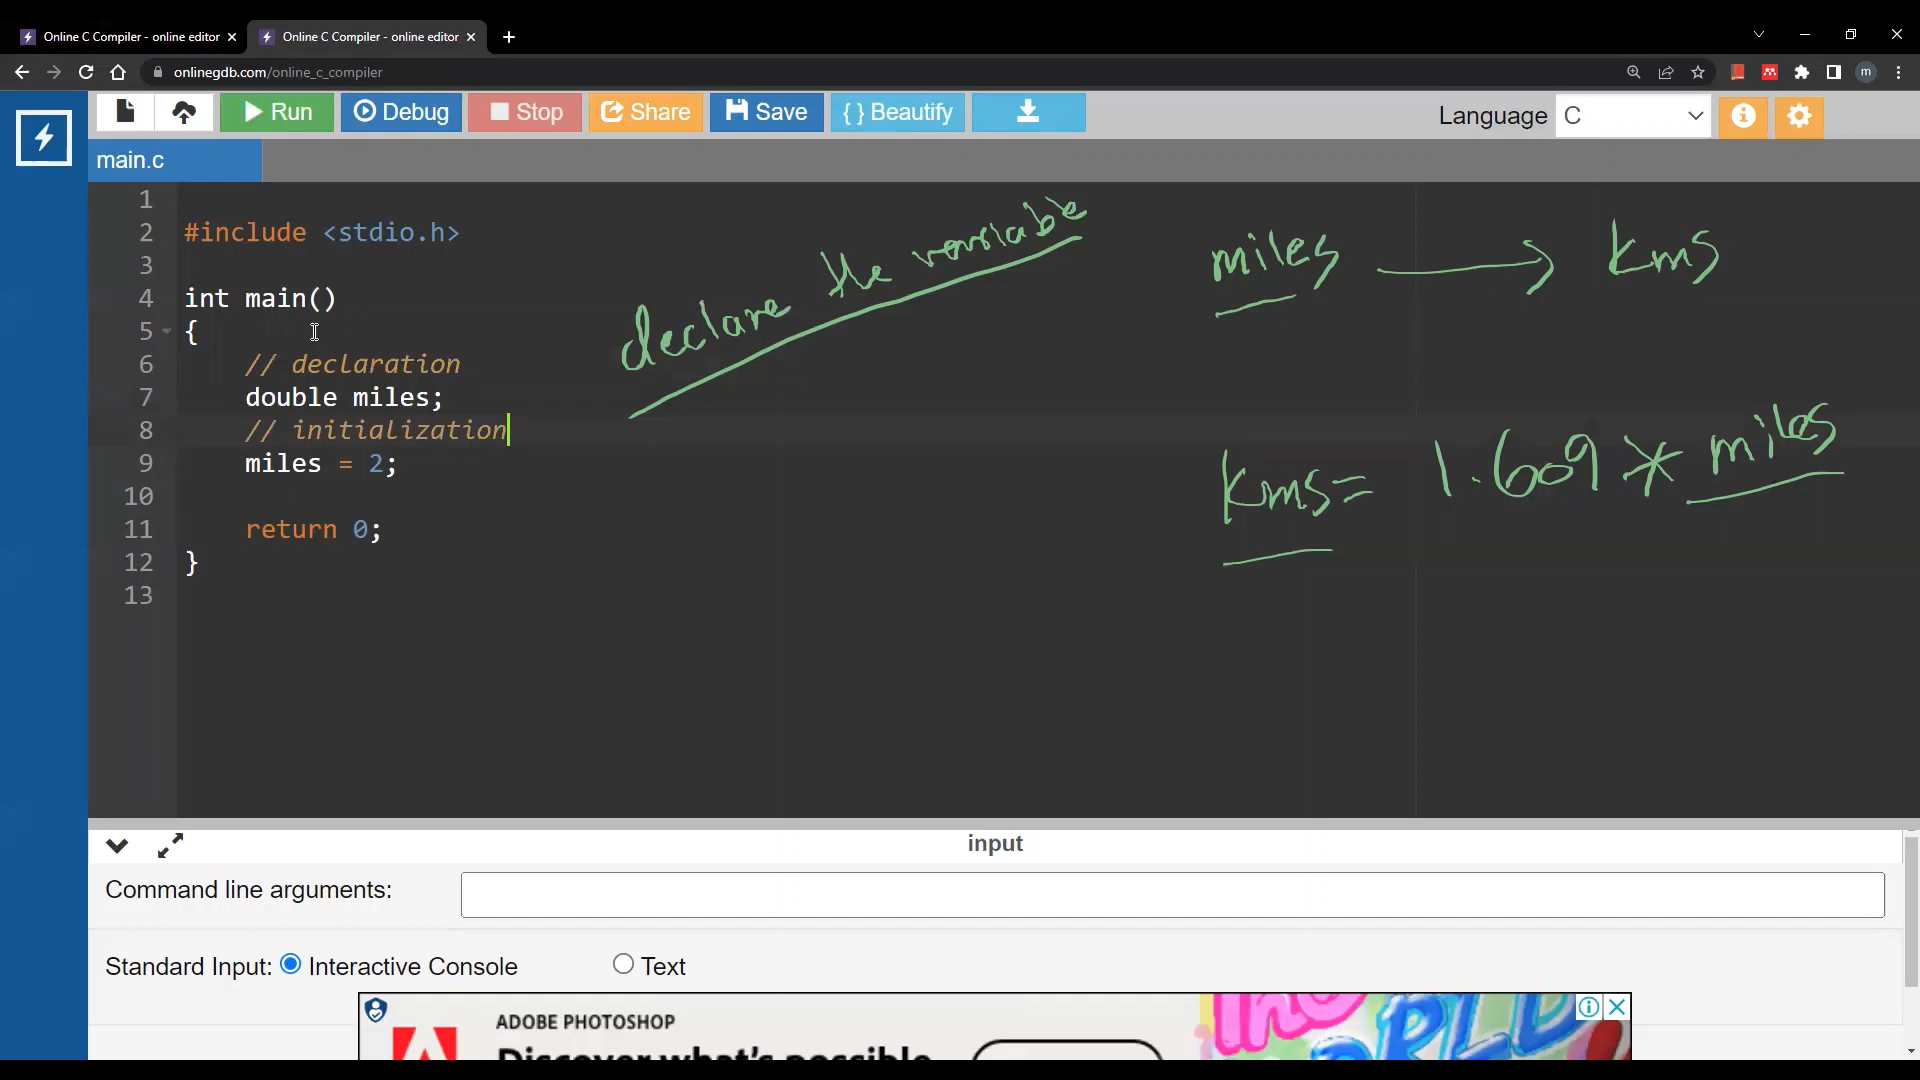 Online C Compiler - online editor
Online C Compiler - online editor
onlinegdb.com/online_c_compiler
m
Run
Debug
Stop
Share
Save
{ } Beautify
Language
C
main.c
1
2 #include <stdio.h>
3
4 int main()
5 {
6 // declaration
7 double miles;
8 // initialization
9 miles = 2;
10
11 return 0;
12 }
13
declare the variable
miles → kms
kms = 1.609 * miles
input
Command line arguments:
Standard Input: Interactive Console Text
ADOBE PHOTOSHOP
Discover what's possible